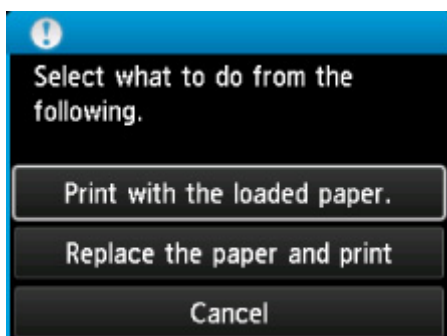 Select what to do from the
following.
Print with the loaded paper.
Replace the paper and print
Cancel